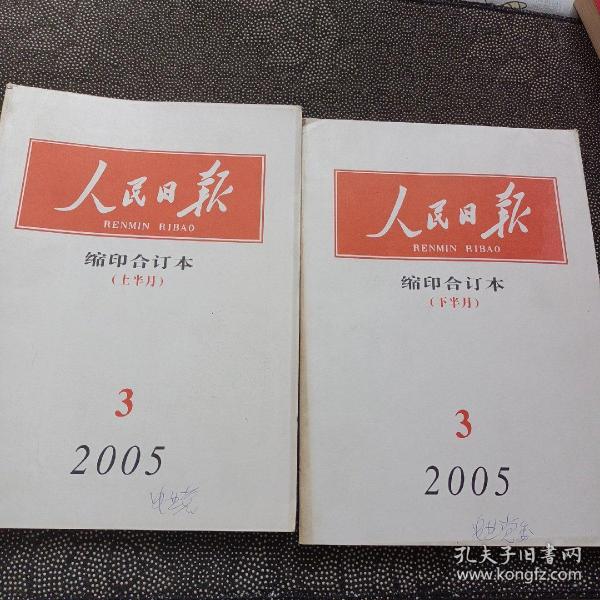 人民日报
RENMIN RIBAO
缩印合订本
(上半月)
3
2005
人民日报
RENMIN RIBAO
缩印合订本
(下半月)
3
2005
孔夫子旧书网
www.kongfz.com